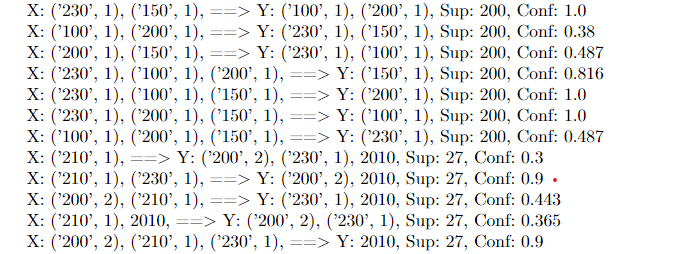 X: ('230', 1), ('150', 1), ==> Y: ('100', 1), ('200', 1), Sup: 200, Conf: 1.0
X: ('100', 1), ('200', 1), ==> Y: ('230', 1), ('150', 1), Sup: 200, Conf: 0.38
X: ('200', 1), ('150', 1), ==> Y: ('230', 1), ('100', 1), Sup: 200, Conf: 0.487
X: ('230', 1), ('100', 1), ('200', 1), ==> Y: ('150', 1), Sup: 200, Conf: 0.816
X: ('230', 1), ('100', 1), ('150', 1), ==> Y: ('200', 1), Sup: 200, Conf: 1.0
X: ('230', 1), ('200', 1), ('150', 1), ==> Y: ('100', 1), Sup: 200, Conf: 1.0
X: ('100', 1), ('200', 1), ('150', 1), ==> Y: ('230', 1), Sup: 200, Conf: 0.487
X: ('210', 1), ==> Y: ('200', 2), ('230', 1), 2010, Sup: 27, Conf: 0.3
X: ('210', 1), ('230', 1), ==> Y: ('200', 2), 2010, Sup: 27, Conf: 0.9
X: ('200', 2), ('210', 1), ==> Y: ('230', 1), 2010, Sup: 27, Conf: 0.443
X: ('210', 1), 2010, ==> Y: ('200', 2), ('230', 1), Sup: 27, Conf: 0.365
X: ('200', 2), ('210', 1), ('230', 1), ==> Y: 2010, Sup: 27, Conf: 0.9